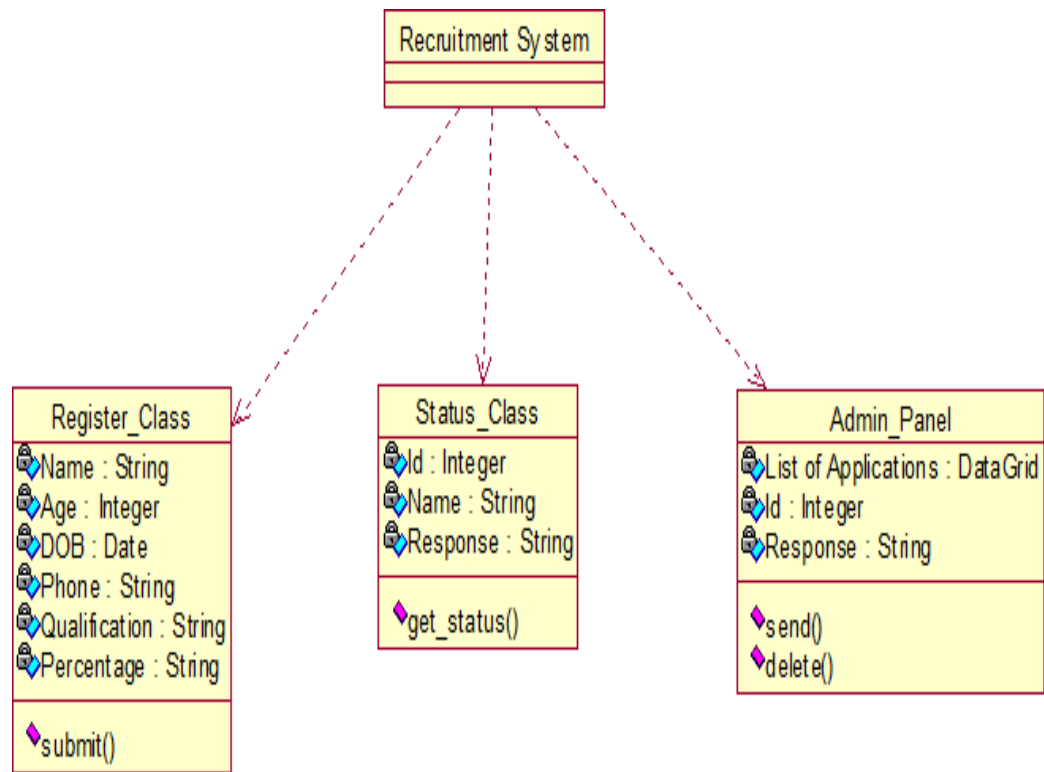 Recruitment System
Register_Class
Name : String
Age : Integer
DOB : Date
Phone : String
Qualification : String
Percentage : String
submit()
Status_Class
Id : Integer
Name : String
Response : String
get_status()
Admin_Panel
List of Applications : DataGrid
Id : Integer
Response : String
send()
delete()